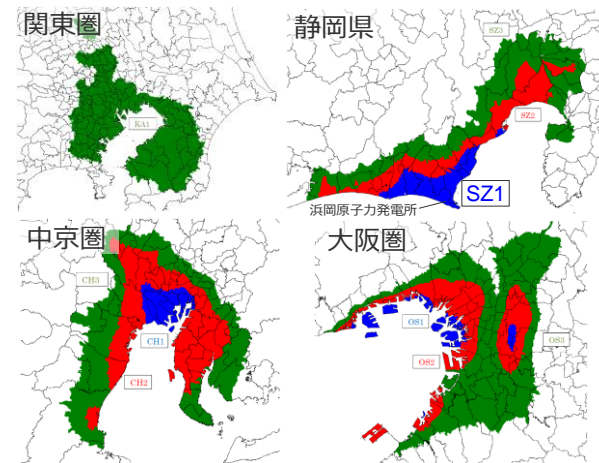 関東圏
KA1
静岡県
SZ3
SZ2
SZ1
浜岡原子力発電所
中京圏
CH3
CH1
CH2
大阪圏
OS1
OS2
OS3